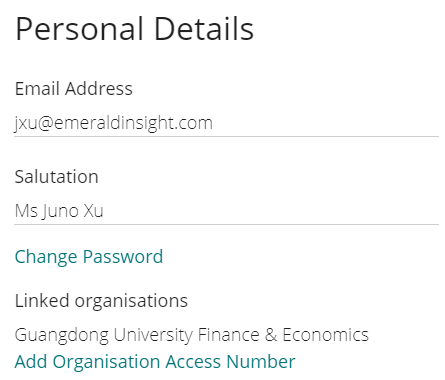 Personal Details
Email Address
jxu@emeraldinsight.com
Salutation
Ms Juno Xu
Change Password
Linked organisations
Guangdong University Finance & Economics
Add Organisation Access Number